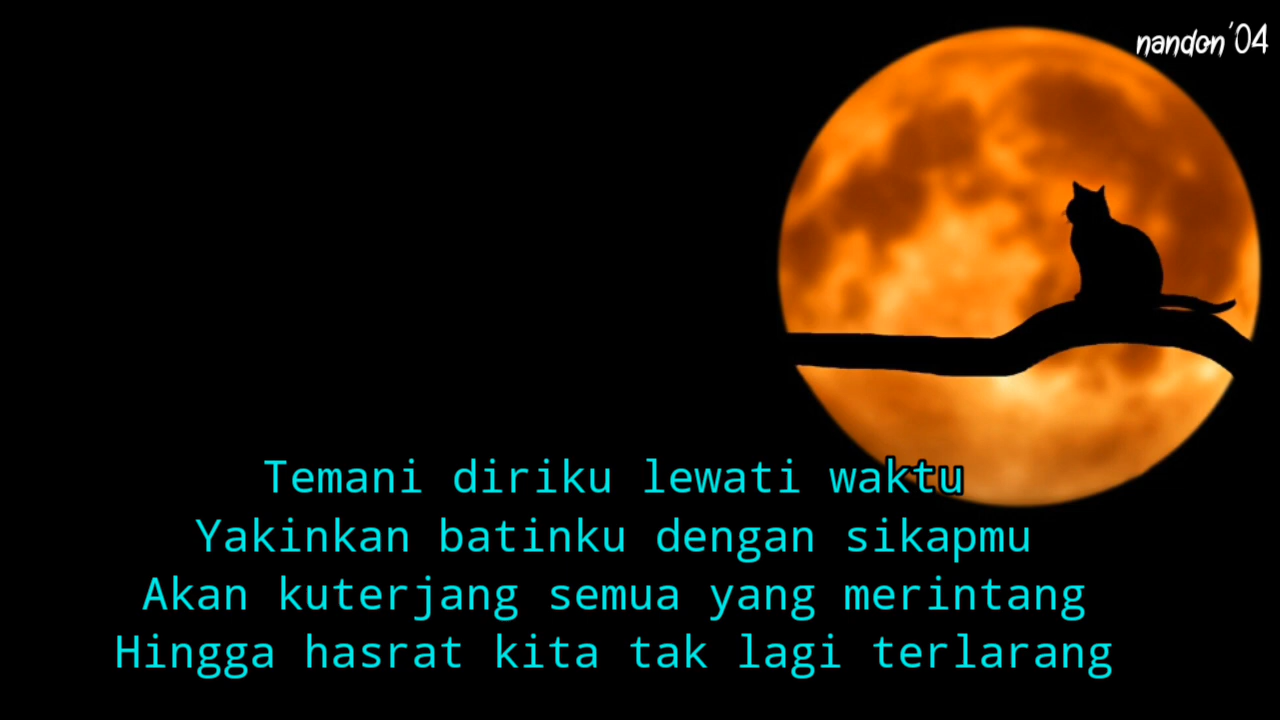 nandon'04
Temani diriku lewati waktu
Yakinkan batinku dengan sikapmu
Akan kuterjang semua yang merintang
Hingga hasrat kita tak lagi terlarang